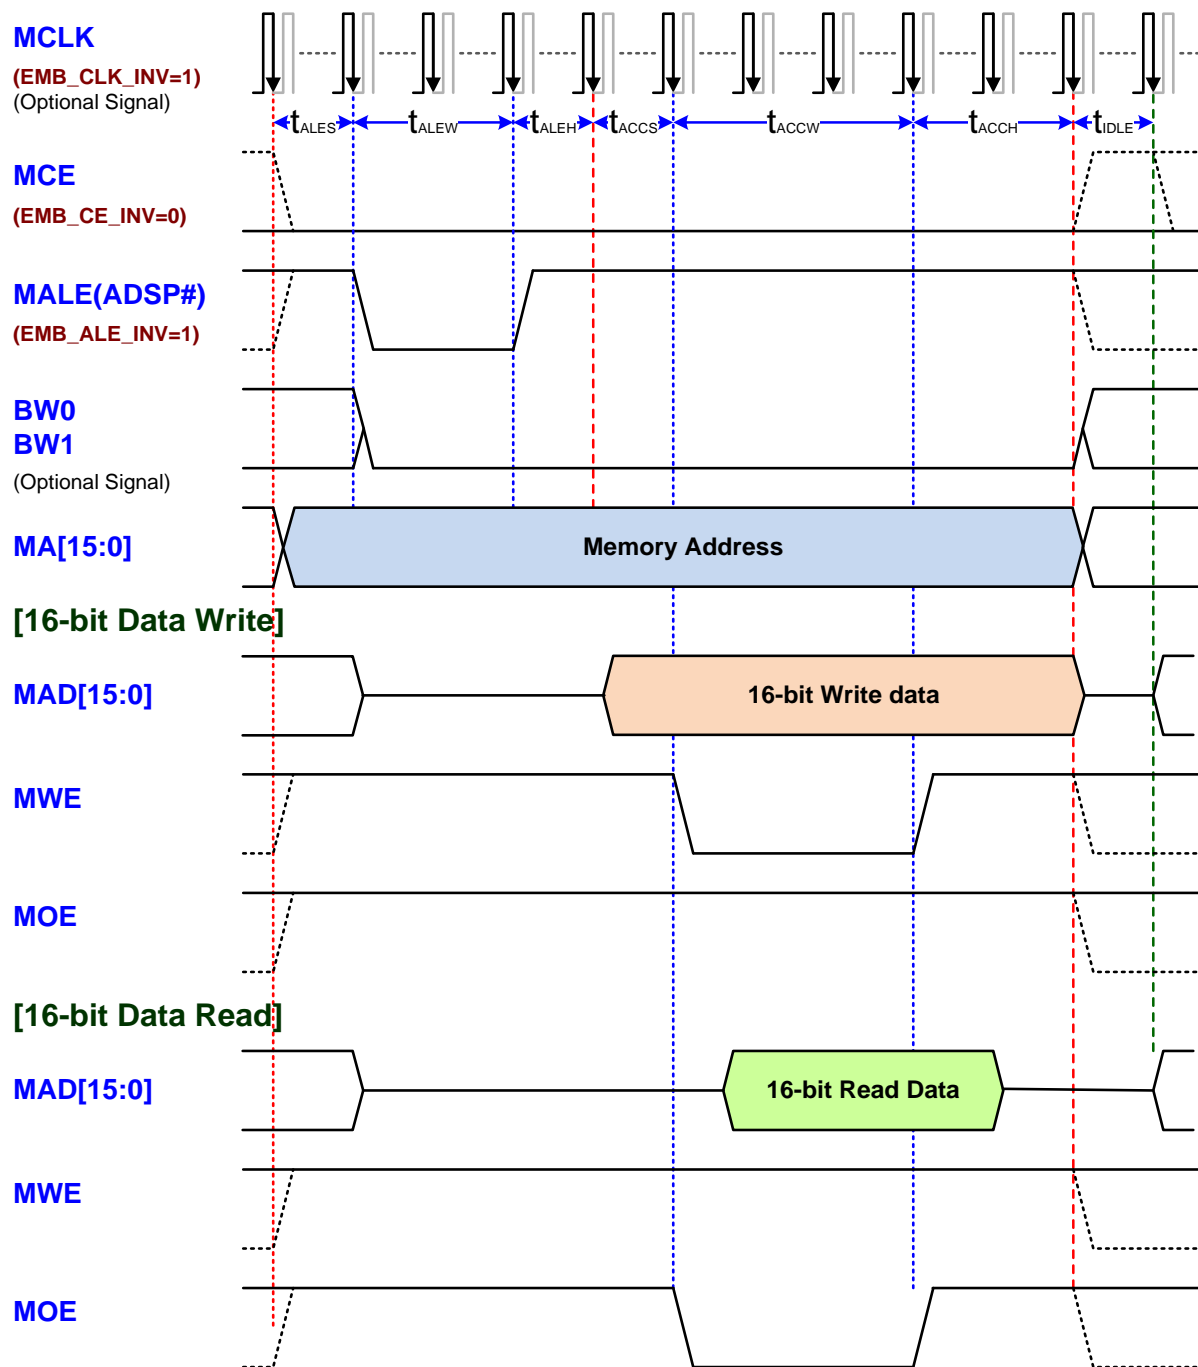 MCLK
(EMB_CLK_INV=1)
(Optional Signal)
tALES tALEW tALEH tACCS tACCW tACCH tIDLE
MCE
(EMB_CE_INV=0)
MALE(ADSP#)
(EMB_ALE_INV=1)
BW0
BW1
(Optional Signal)
MA[15:0] Memory Address
[16-bit Data Write]
MAD[15:0] 16-bit Write data
MWE
MOE
[16-bit Data Read]
MAD[15:0] 16-bit Read Data
MWE
MOE